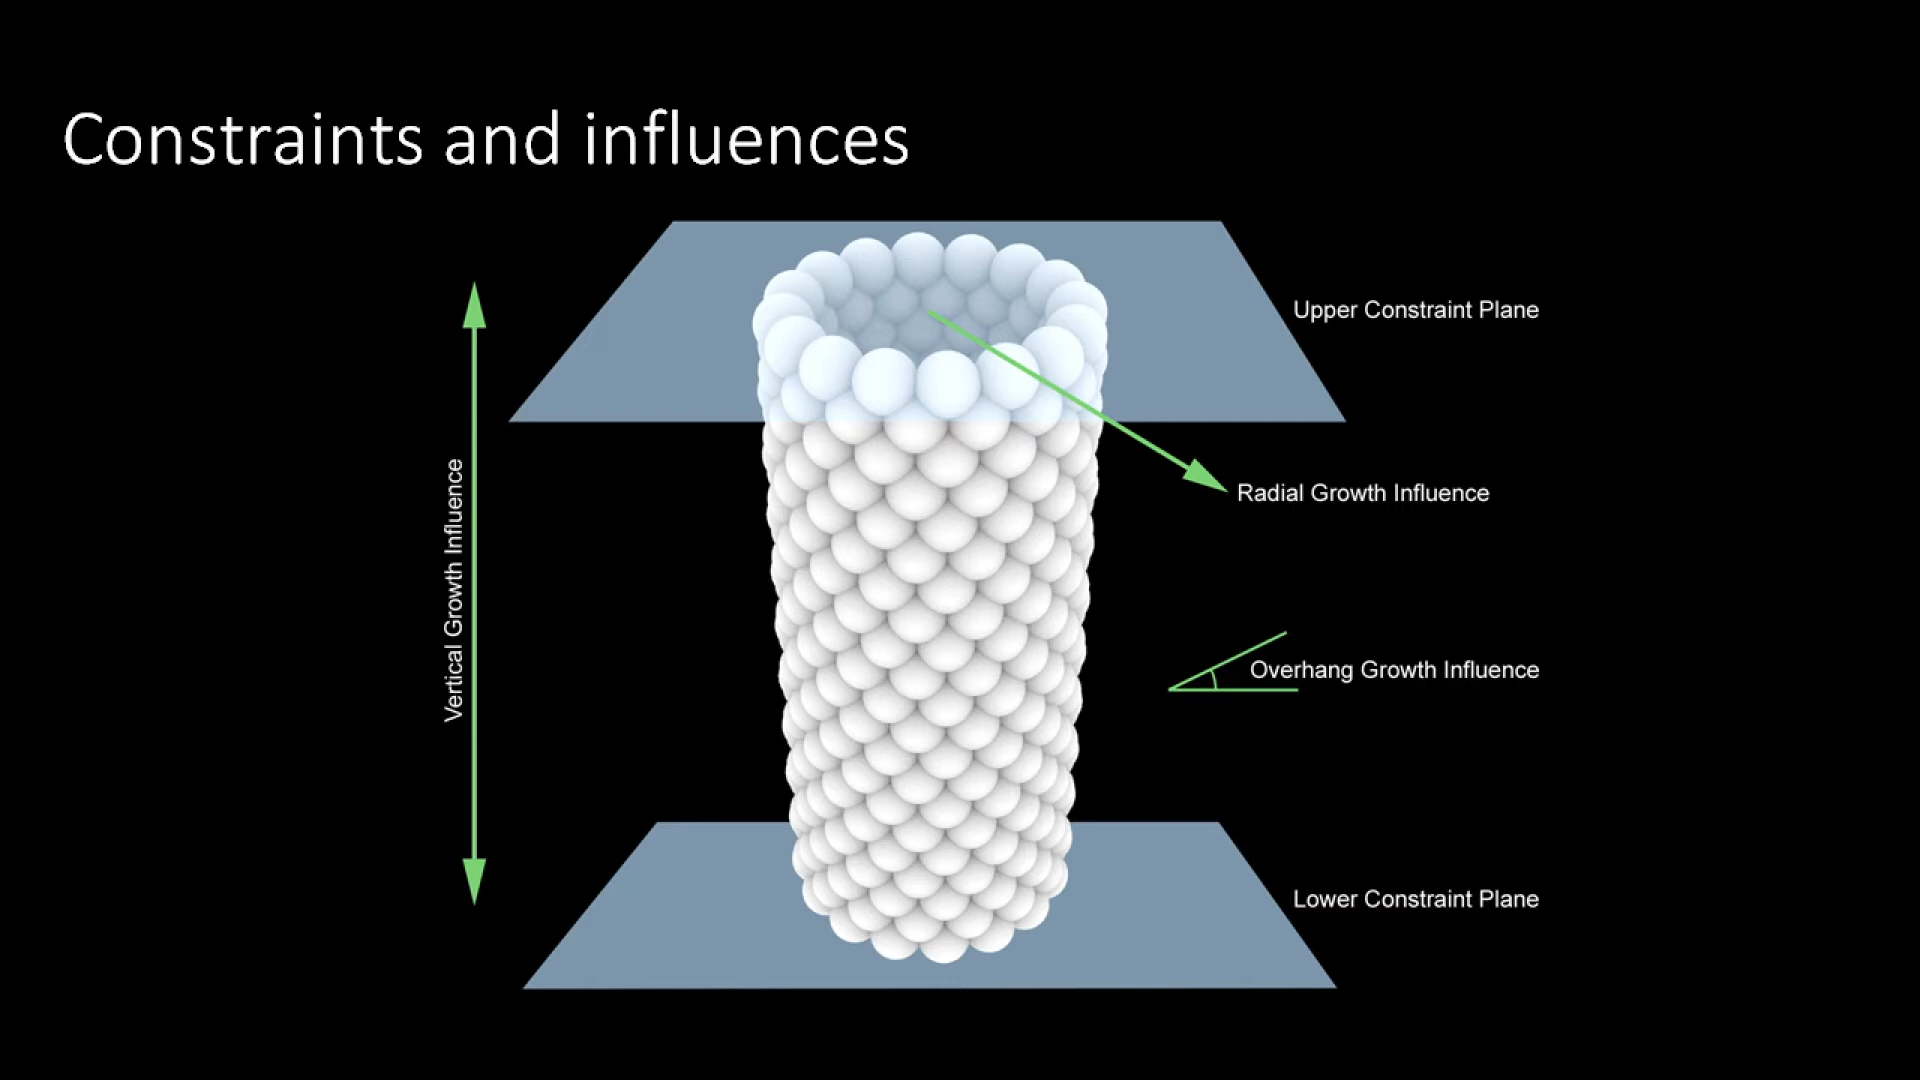 Constraints and influences
Upper Constraint Plane
Radial Growth Influence
Vertical Growth Influence
Overhang Growth Influence
Lower Constraint Plane